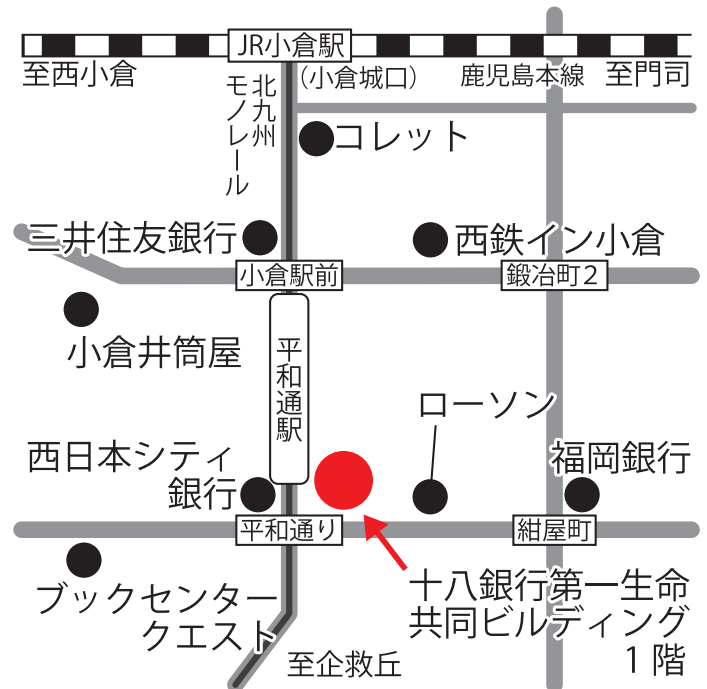 JR小倉駅
至西小倉
(小倉城口)
鹿児島本線
至門司
北九州
モノレール
コレット
三井住友銀行
西鉄イン小倉
小倉駅前
鍛冶町2
小倉井筒屋
平和通駅
ローソン
西日本シティ
銀行
福岡銀行
平和通り
紺屋町
ブックセンター
クエスト
十八銀行第一生命
共同ビルディング
1階
至企救丘